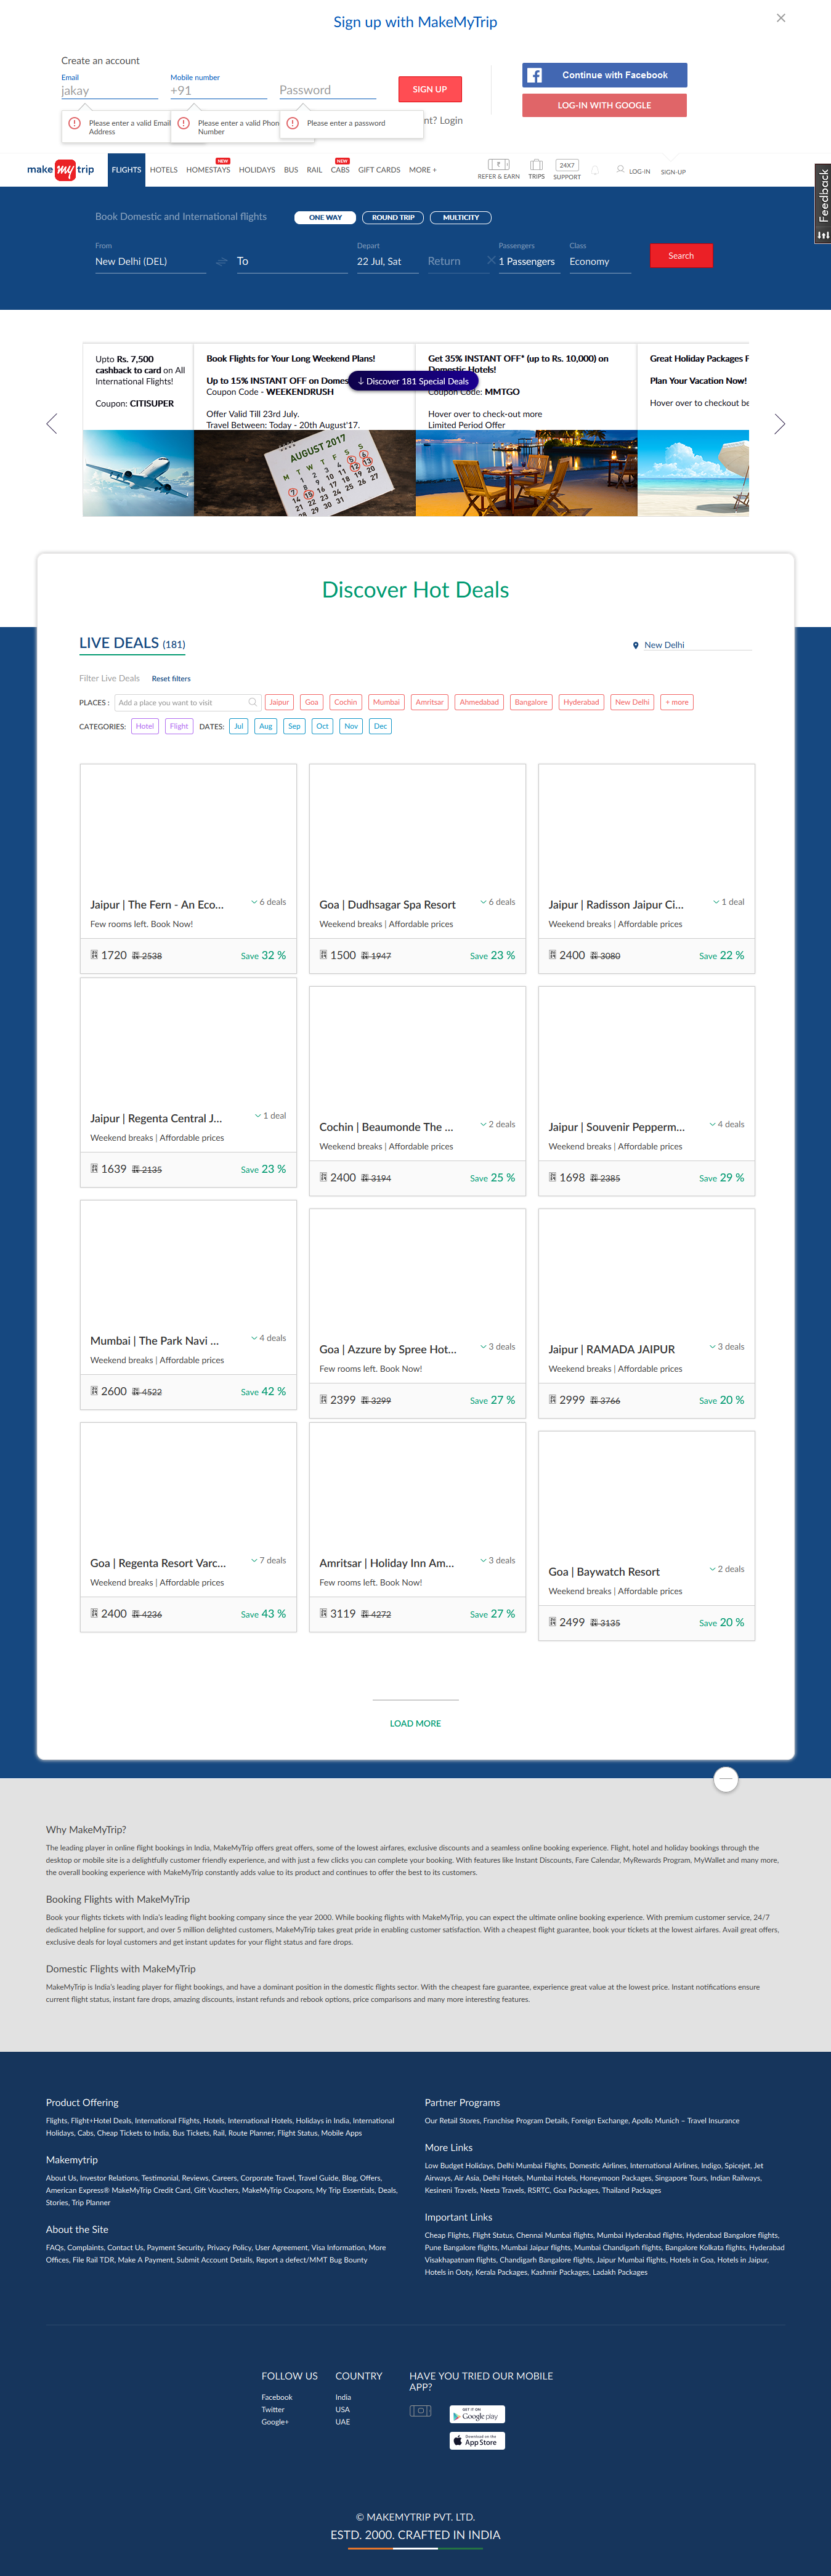 Sign up with MakeMyTrip
Create an account
Email
Mobile number
jakay
+91
Password
SIGN UP
Continue with Facebook
LOG-IN WITH GOOGLE
Please enter a valid Email
Address
Please enter a valid Phon
Number
Please enter a password
nt? Login
make my trip
FLIGHTS
HOTELS
NEW
HOMESTAYS
HOLIDAYS
BUS
RAIL
NEW
CABS
GIFT CARDS
MORE +
REFER & EARN
TRIPS
24X7
SUPPORT
LOG-IN
SIGN-UP
Feedback
Book Domestic and International flights
ONE WAY
ROUND TRIP
MULTICITY
From
New Delhi (DEL)
To
Depart
22 Jul, Sat
Return
Passengers
1 Passengers
Class
Economy
Search
Upto Rs. 7,500
cashback to card on All
International Flights!
Coupon: CITISUPER
Book Flights for Your Long Weekend Plans!
Up to 15% INSTANT OFF on Domes
Coupon Code - WEEKENDRUSH
Offer Valid Till 23rd July.
Travel Between: Today - 20th August'17.
Get 35% INSTANT OFF* (up to Rs. 10,000) on
Domestic Hotels!
Coupon Code: MMTGO
Hover over to check-out more
Limited Period Offer
Great Holiday Packages F
Plan Your Vacation Now!
Hover over to checkout be
↓ Discover 181 Special Deals
AUGUST 2017
M T W T F S S
Discover Hot Deals
LIVE DEALS (181)
New Delhi
Filter Live Deals
Reset filters
PLACES :
Add a place you want to visit
Jaipur
Goa
Cochin
Mumbai
Amritsar
Ahmedabad
Bangalore
Hyderabad
New Delhi
+ more
CATEGORIES:
Hotel
Flight
DATES:
Jul
Aug
Sep
Oct
Nov
Dec
Jaipur | The Fern - An Eco...
6 deals
Few rooms left. Book Now!
1720 2538
Save 32 %
Goa | Dudhsagar Spa Resort
6 deals
Weekend breaks | Affordable prices
1500 1947
Save 23 %
Jaipur | Radisson Jaipur Ci...
1 deal
Weekend breaks | Affordable prices
2400 3080
Save 22 %
Jaipur | Regenta Central J...
1 deal
Weekend breaks | Affordable prices
1639 2135
Save 23 %
Cochin | Beaumonde The ...
2 deals
Weekend breaks | Affordable prices
2400 3194
Save 25 %
Jaipur | Souvenir Pepperm...
4 deals
Weekend breaks | Affordable prices
1698 2385
Save 29 %
Mumbai | The Park Navi ...
4 deals
Weekend breaks | Affordable prices
2600 4522
Save 42 %
Goa | Azzure by Spree Hot...
3 deals
Few rooms left. Book Now!
2399 3299
Save 27 %
Jaipur | RAMADA JAIPUR
3 deals
Weekend breaks | Affordable prices
2999 3766
Save 20 %
Goa | Regenta Resort Varc...
7 deals
Weekend breaks | Affordable prices
2400 4236
Save 43 %
Amritsar | Holiday Inn Am...
3 deals
Few rooms left. Book Now!
3119 4272
Save 27 %
Goa | Baywatch Resort
2 deals
Weekend breaks | Affordable prices
2499 3135
Save 20 %
LOAD MORE
Why MakeMyTrip?
The leading player in online flight bookings in India, MakeMyTrip offers great offers, some of the lowest airfares, exclusive discounts and a seamless online booking experience. Flight, hotel and holiday bookings through the
desktop or mobile site is a delightfully customer friendly experience, and with just a few clicks you can complete your booking. With features like Instant Discounts, Fare Calendar, MyRewards Program, MyWallet and many more,
the overall booking experience with MakeMyTrip constantly adds value to its product and continues to offer the best to its customers.
Booking Flights with MakeMyTrip
Book your flights tickets with India's leading flight booking company since the year 2000. While booking flights with MakeMyTrip, you can expect the ultimate online booking experience. With premium customer service, 24/7
dedicated helpline for support, and over 5 million delighted customers, MakeMyTrip takes great pride in enabling customer satisfaction. With a cheapest flight guarantee, book your tickets at the lowest airfares. Avail great offers,
exclusive deals for loyal customers and get instant updates for your flight status and fare drops.
Domestic Flights with MakeMyTrip
MakeMyTrip is India's leading player for flight bookings, and have a dominant position in the domestic flights sector. With the cheapest fare guarantee, experience great value at the lowest price. Instant notifications ensure
current flight status, instant fare drops, amazing discounts, instant refunds and rebook options, price comparisons and many more interesting features.
Product Offering
Flights, Flight+Hotel Deals, International Flights, Hotels, International Hotels, Holidays in India, International
Holidays, Cabs, Cheap Tickets to India, Bus Tickets, Rail, Route Planner, Flight Status, Mobile Apps
Makemytrip
About Us, Investor Relations, Testimonial, Reviews, Careers, Corporate Travel, Travel Guide, Blog, Offers,
American Express® MakeMyTrip Credit Card, Gift Vouchers, MakeMyTrip Coupons, My Trip Essentials, Deals,
Stories, Trip Planner
About the Site
FAQs, Complaints, Contact Us, Payment Security, Privacy Policy, User Agreement, Visa Information, More
Offices, File Rail TDR, Make A Payment, Submit Account Details, Report a defect/MMT Bug Bounty
Partner Programs
Our Retail Stores, Franchise Program Details, Foreign Exchange, Apollo Munich – Travel Insurance
More Links
Low Budget Holidays, Delhi Mumbai Flights, Domestic Airlines, International Airlines, Indigo, Spicejet, Jet
Airways, Air Asia, Delhi Hotels, Mumbai Hotels, Honeymoon Packages, Singapore Tours, Indian Railways,
Kesineni Travels, Neeta Travels, RSRTC, Goa Packages, Thailand Packages
Important Links
Cheap Flights, Flight Status, Chennai Mumbai flights, Mumbai Hyderabad flights, Hyderabad Bangalore flights,
Pune Bangalore flights, Mumbai Jaipur flights, Mumbai Chandigarh flights, Bangalore Kolkata flights, Hyderabad
Visakhapatnam flights, Chandigarh Bangalore flights, Jaipur Mumbai flights, Hotels in Goa, Hotels in Jaipur,
Hotels in Ooty, Kerala Packages, Kashmir Packages, Ladakh Packages
FOLLOW US
Facebook
Twitter
Google+
COUNTRY
India
USA
UAE
HAVE YOU TRIED OUR MOBILE
APP?
GET IT ON
Google play
Download on the
App Store
© MAKEMYTRIP PVT. LTD.
ESTD. 2000. CRAFTED IN INDIA